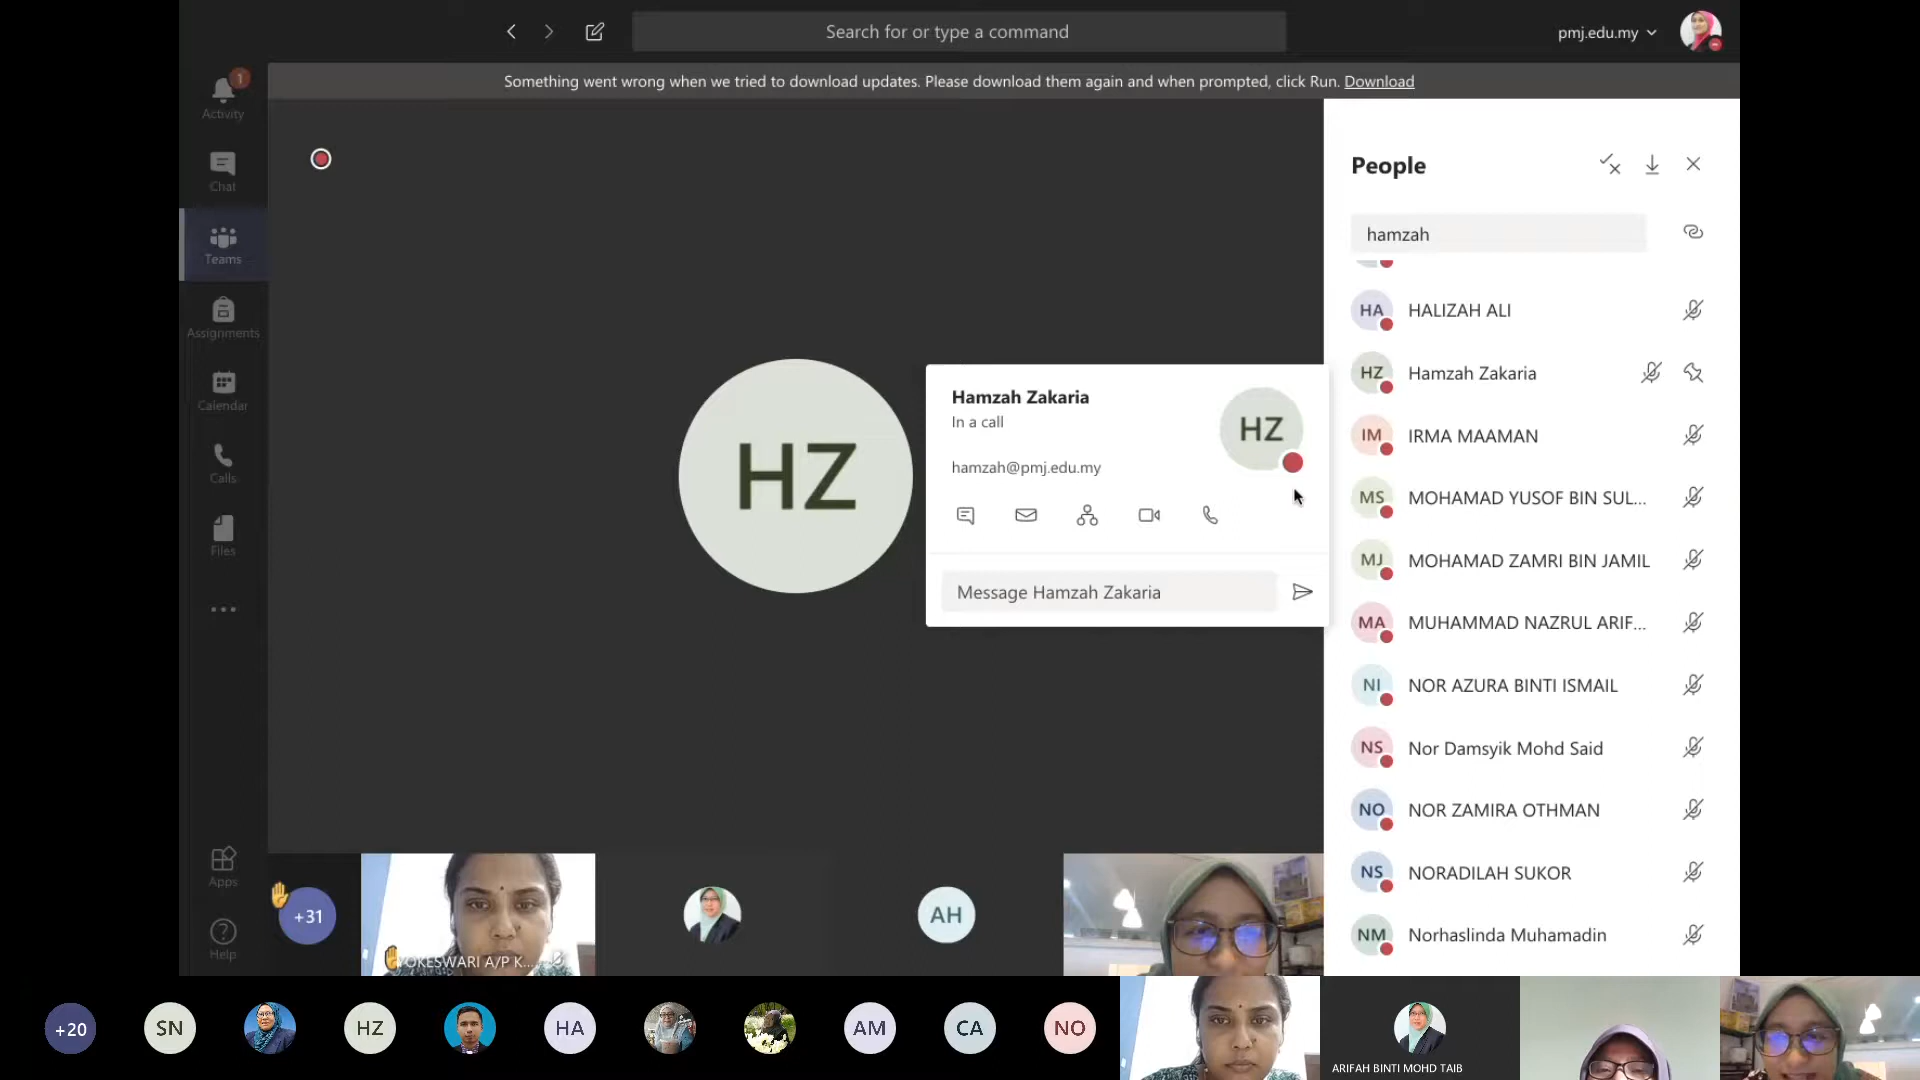 Search for or type a command
pmj.edu.my
Something went wrong when we tried to download updates. Please download them again and when prompted, click Run. Download
1
Activity
Chat
Teams
Assignments
Calendar
Calls
Files
Apps
Help
HZ
Hamzah Zakaria
In a call
hamzah@pmj.edu.my
HZ
Message Hamzah Zakaria
People
hamzah
HA HALIZAH ALI
HZ Hamzah Zakaria
IM IRMA MAAMAN
MS MOHAMAD YUSOF BIN SUL...
MJ MOHAMAD ZAMRI BIN JAMIL
MA MUHAMMAD NAZRUL ARIF...
NI NOR AZURA BINTI ISMAIL
NS Nor Damsyik Mohd Said
NO NOR ZAMIRA OTHMAN
NS NORADILAH SUKOR
NM Norhaslinda Muhamadin
+31
YOKESWARI A/P K...
AH
+20
SN
HZ
HA
AM
CA
NO
ARIFAH BINTI MOHD TAIB